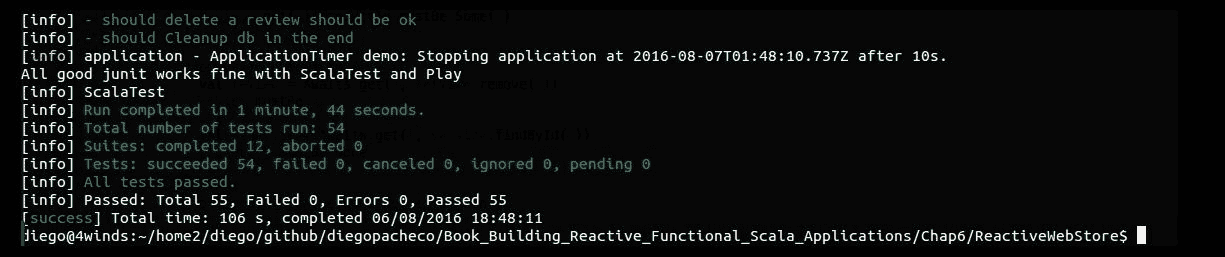 [info] - should delete a review should be ok
[info] - should Cleanup db in the end
[info] application - ApplicationTimer demo: Stopping application at 2016-08-07T01:48:10.737Z after 10s.
All good junit works fine with ScalaTest and Play
[info] ScalaTest
[info] Run completed in 1 minute, 44 seconds.
[info] Total number of tests run: 54
[info] Suites: completed 12, aborted 0
[info] Tests: succeeded 54, failed 0, canceled 0, ignored 0, pending 0
[info] All tests passed.
[info] Passed: Total 55, Failed 0, Errors 0, Passed 55
[success] Total time: 106 s, completed 06/08/2016 18:48:11
diego@4winds:~/home2/diego/github/diegopacheco/Book_Building_Reactive_Functional_Scala_Applications/Chap6/ReactiveWebStore$